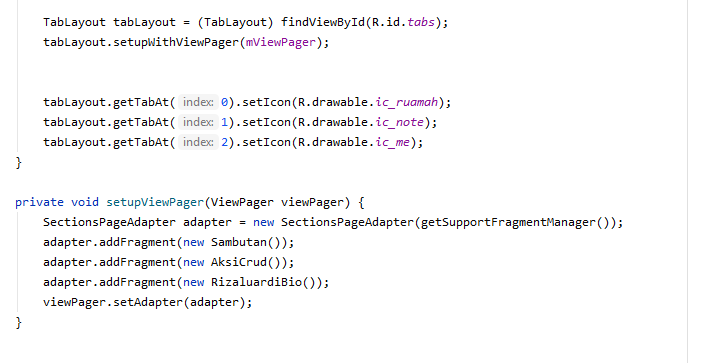 TabLayout tabLayout = (TabLayout) findViewById(R.id.tabs);
tabLayout.setupWithViewPager(mViewPager);
tabLayout.getTabAt( index: 0).setIcon(R.drawable.ic_ruamah);
tabLayout.getTabAt( index: 1).setIcon(R.drawable.ic_note);
tabLayout.getTabAt( index: 2).setIcon(R.drawable.ic_me);
}
private void setupViewPager(ViewPager viewPager) {
SectionsPageAdapter adapter = new SectionsPageAdapter(getSupportFragmentManager());
adapter.addFragment(new Sambutan());
adapter.addFragment(new AksiCrud());
adapter.addFragment(new RizaluardiBio());
viewPager.setAdapter(adapter);
}